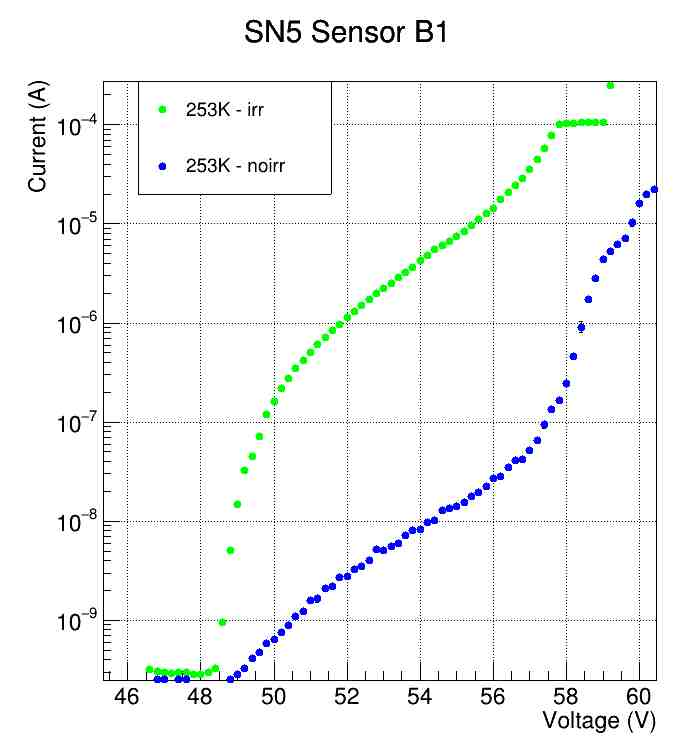 SN5 Sensor B1
Current (A)
253K - irr
253K - noirr
10⁻⁴
10⁻⁵
10⁻⁶
10⁻⁷
10⁻⁸
10⁻⁹
46 48 50 52 54 56 58 60
Voltage (V)